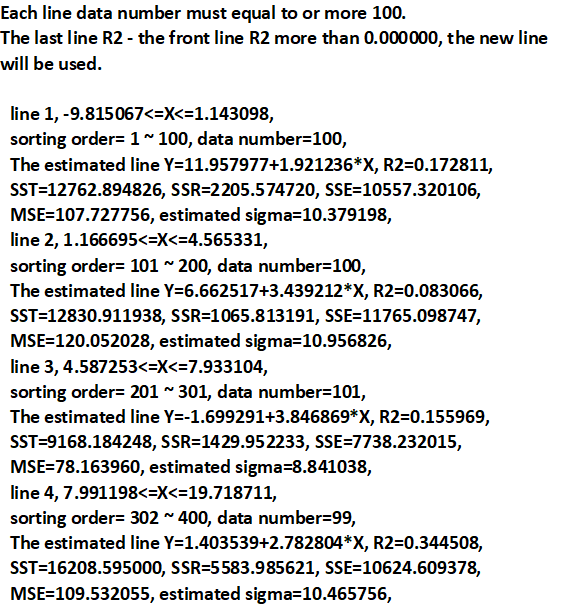 Each line data number must equal to or more 100.
The last line R2 - the front line R2 more than 0.000000, the new line
will be used.
line 1, -9.815067<=X<=1.143098,
sorting order= 1 ~ 100, data number=100,
The estimated line Y=11.957977+1.921236*X, R2=0.172811,
SST=12762.894826, SSR=2205.574720, SSE=10557.320106,
MSE=107.727756, estimated sigma=10.379198,
line 2, 1.166695<=X<=4.565331,
sorting order= 101 ~ 200, data number=100,
The estimated line Y=6.662517+3.439212*X, R2=0.083066,
SST=12830.911938, SSR=1065.813191, SSE=11765.098747,
MSE=120.052028, estimated sigma=10.956826,
line 3, 4.587253<=X<=7.933104,
sorting order= 201 ~ 301, data number=101,
The estimated line Y=-1.699291+3.846869*X, R2=0.155969,
SST=9168.184248, SSR=1429.952233, SSE=7738.232015,
MSE=78.163960, estimated sigma=8.841038,
line 4, 7.991198<=X<=19.718711,
sorting order= 302 ~ 400, data number=99,
The estimated line Y=1.403539+2.782804*X, R2=0.344508,
SST=16208.595000, SSR=5583.985621, SSE=10624.609378,
MSE=109.532055, estimated sigma=10.465756,